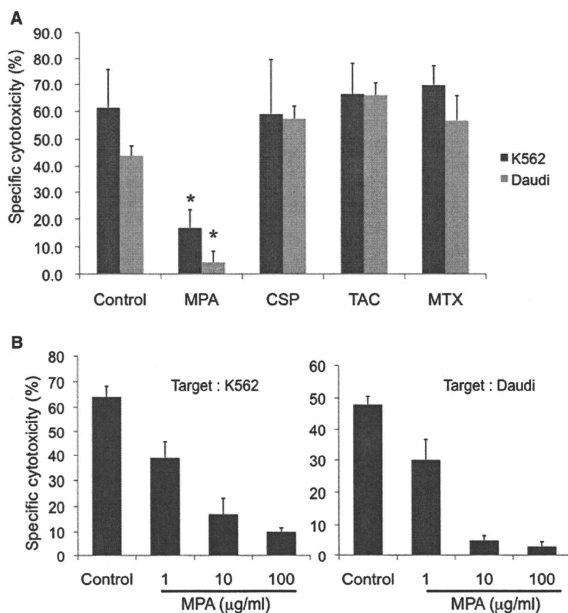 A
Specific cytotoxicity (%)
90.0
80.0
70.0
60.0
50.0
40.0
30.0
20.0
10.0
0.0
* *
Control MPA CSP TAC MTX
K562
Daudi
B
Specific cytotoxicity (%)
80
70
60
50
40
30
20
10
0
Target : K562
Control 1 10 100
MPA (µg/ml)
60
50
40
30
20
10
0
Target : Daudi
Control 1 10 100
MPA (µg/ml)